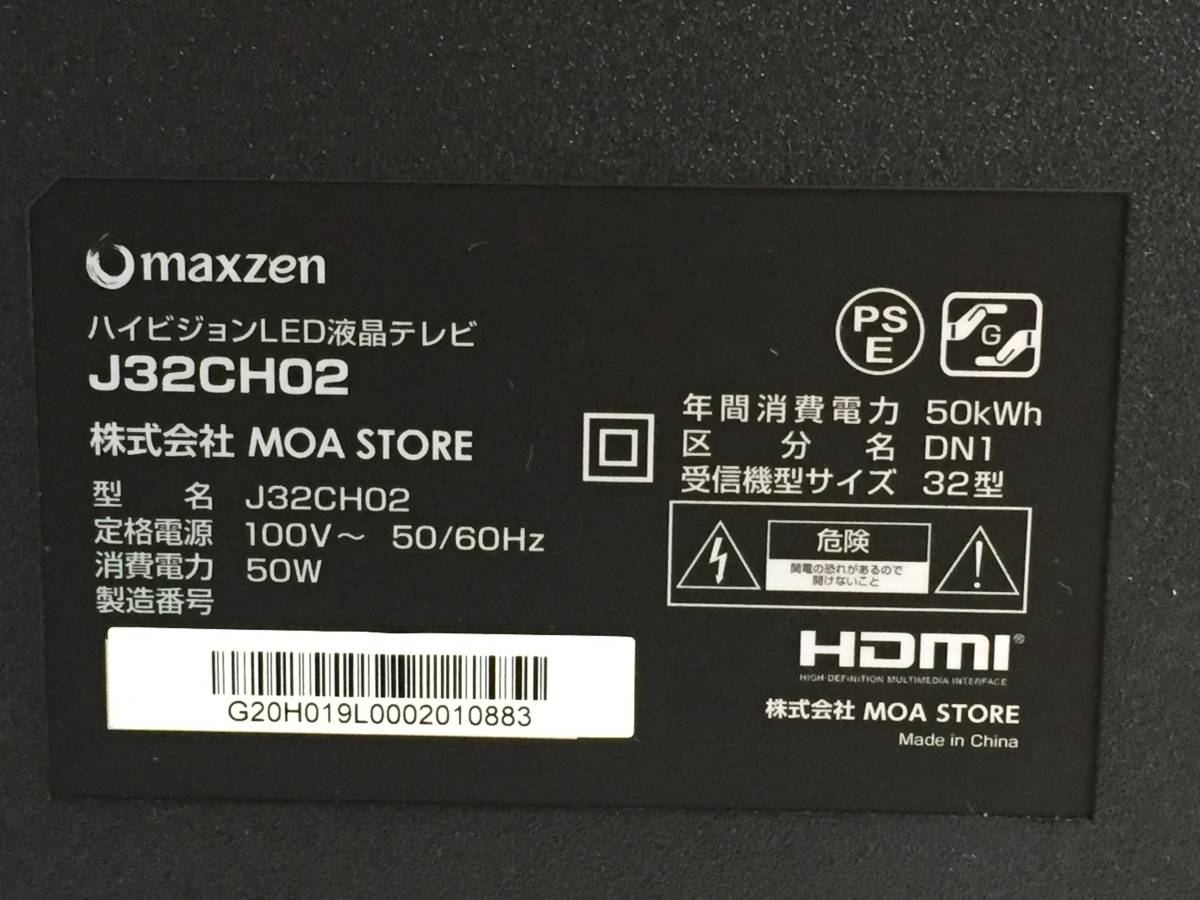 maxzen
ハイビジョンLED液晶テレビ
J32CH02
株式会社 MOA STORE
型名 J32CH02
定格電源 100V～ 50/60Hz
消費電力 50W
製造番号
G20H019L0002010883
PS
E
G
年間消費電力 50kWh
区分名 DN1
受信機型サイズ 32型
危険
関電の恐れがあるので
開けないこと
HDMI®
HIGH-DEFINITION MULTIMEDIA INTERFACE
株式会社 MOA STORE
Made in China